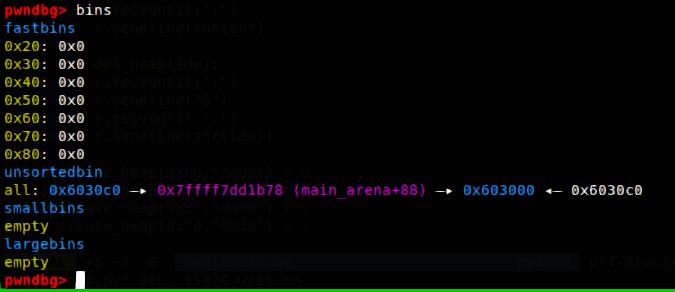 pwndbg> bins
fastbins
0x20: 0x0
0x30: 0x0
0x40: 0x0
0x50: 0x0
0x60: 0x0
0x70: 0x0
0x80: 0x0
unsortedbin
all: 0x6030c0 —▸ 0x7ffff7dd1b78 (main_arena+88) —▸ 0x603000 ◂— 0x6030c0
smallbins
empty
largebins
empty
pwndbg>